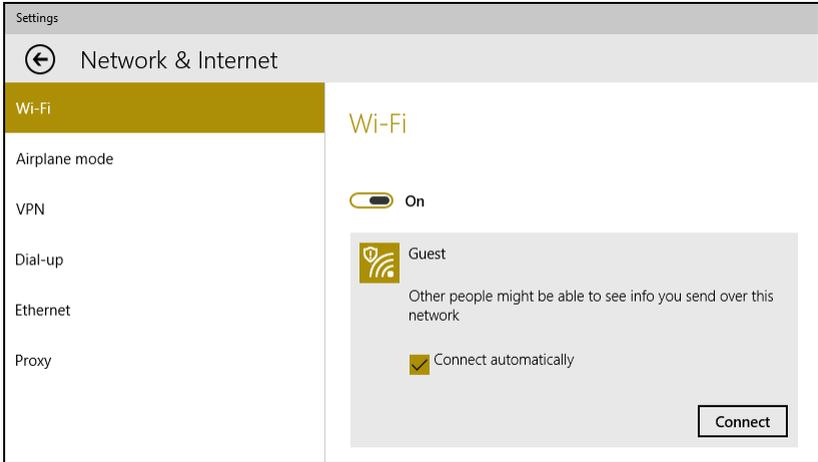 Settings
Network & Internet
Wi-Fi
Airplane mode
VPN
Dial-up
Ethernet
Proxy
Wi-Fi
On
Guest
Other people might be able to see info you send over this
network
Connect automatically
Connect